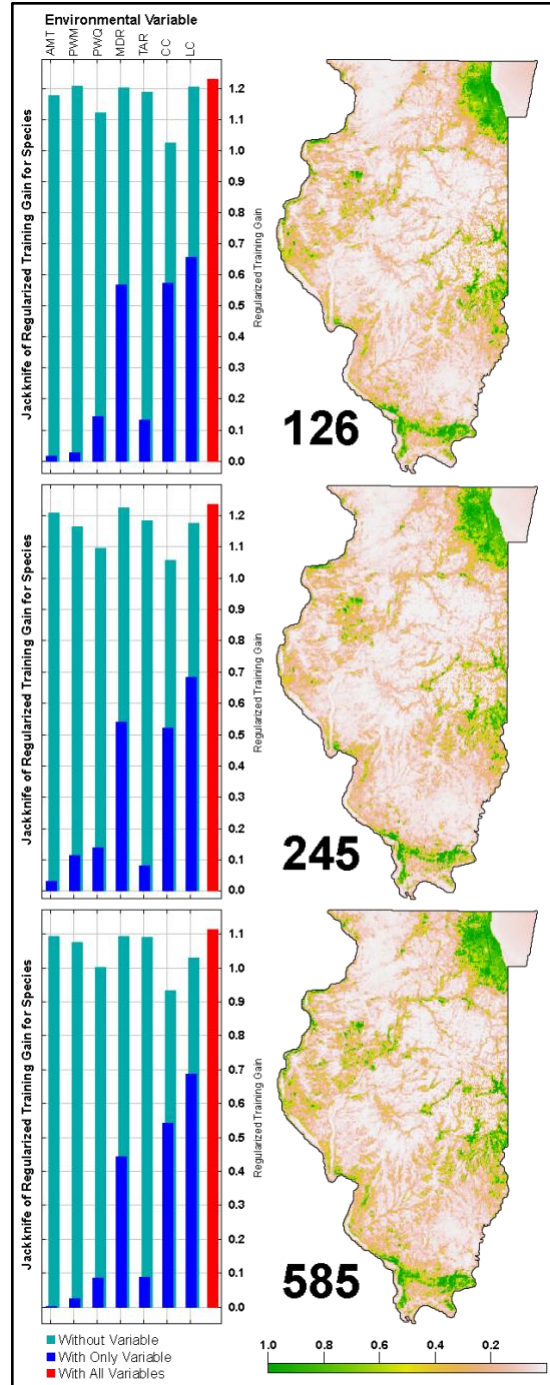 Environmental Variable
AMT
PWM
PWQ
MDR
TAR
CC
LC
Jackknife of Regularized Training Gain for Species
1.2
1.1
1.0
0.9
0.8
0.7
0.6
0.5
0.4
0.3
0.2
0.1
0.0
Regularized Training Gain
126
Jackknife of Regularized Training Gain for Species
1.2
1.1
1.0
0.9
0.8
0.7
0.6
0.5
0.4
0.3
0.2
0.1
0.0
Regularized Training Gain
245
Jackknife of Regularized Training Gain for Species
1.1
1.0
0.9
0.8
0.7
0.6
0.5
0.4
0.3
0.2
0.1
0.0
Regularized Training Gain
585
Without Variable
With Only Variable
With All Variables
1.0 0.8 0.6 0.4 0.2